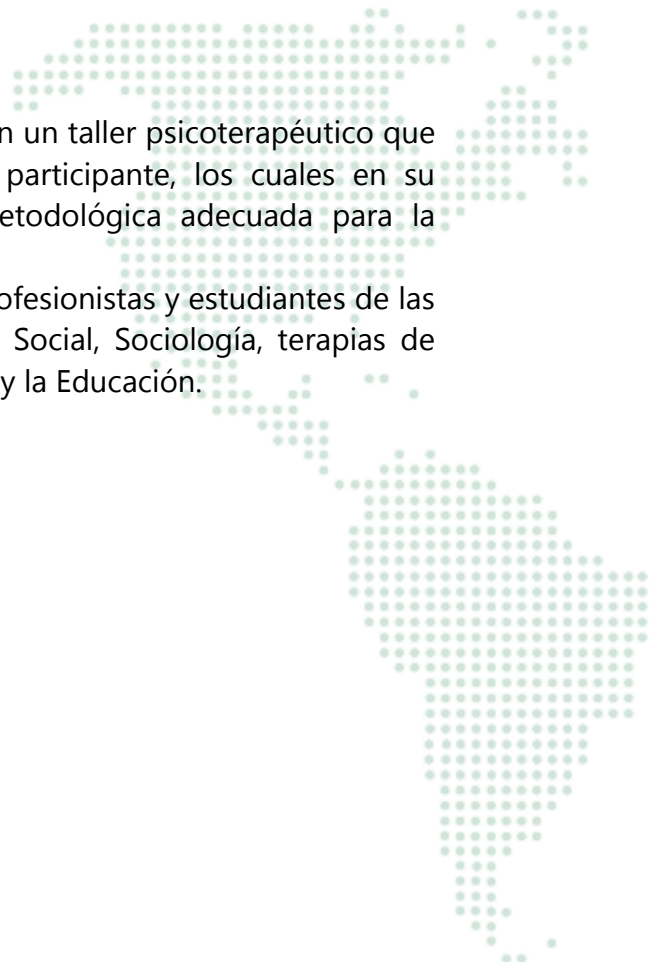 n un taller psicoterapéutico que
participante, los cuales en su
etodológica adecuada para la
ofesionistas y estudiantes de las
Social, Sociología, terapias de
y la Educación.